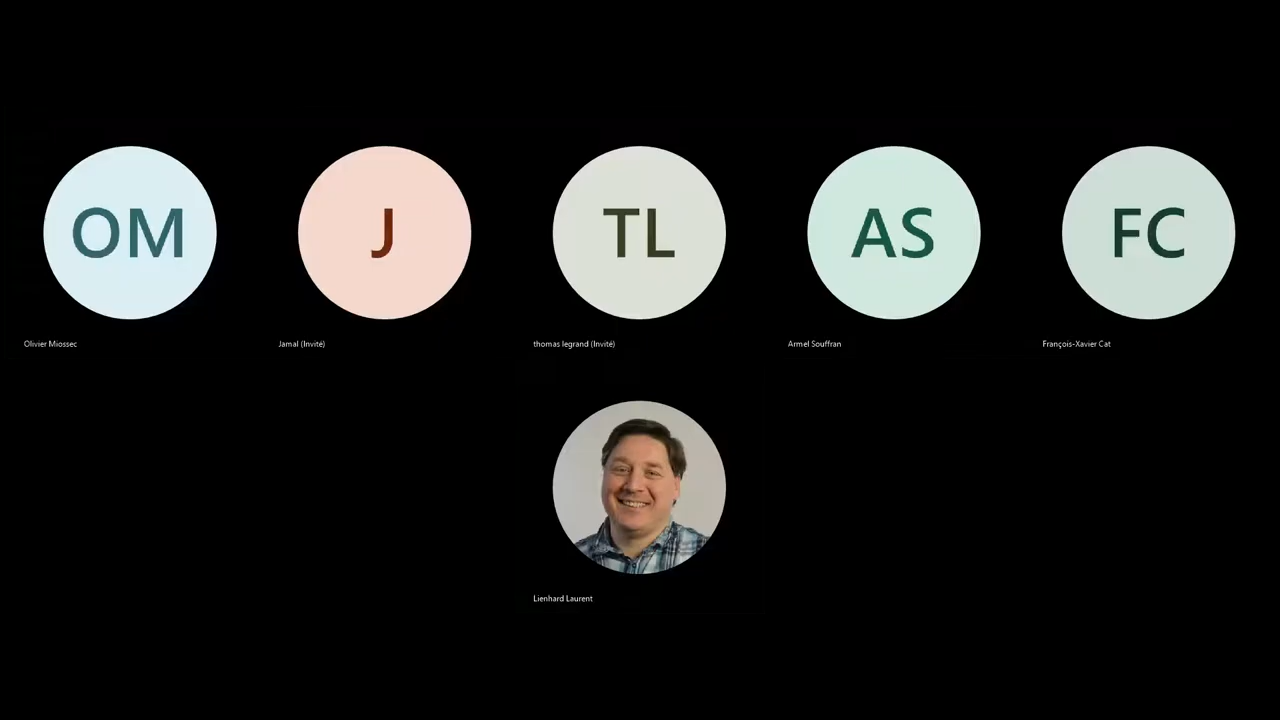 OM
J
TL
AS
FC
Olivier Miossec
Jamal (Invité)
thomas legrand (Invité)
Armel Souffran
François-Xavier Cat
Lienhard Laurent